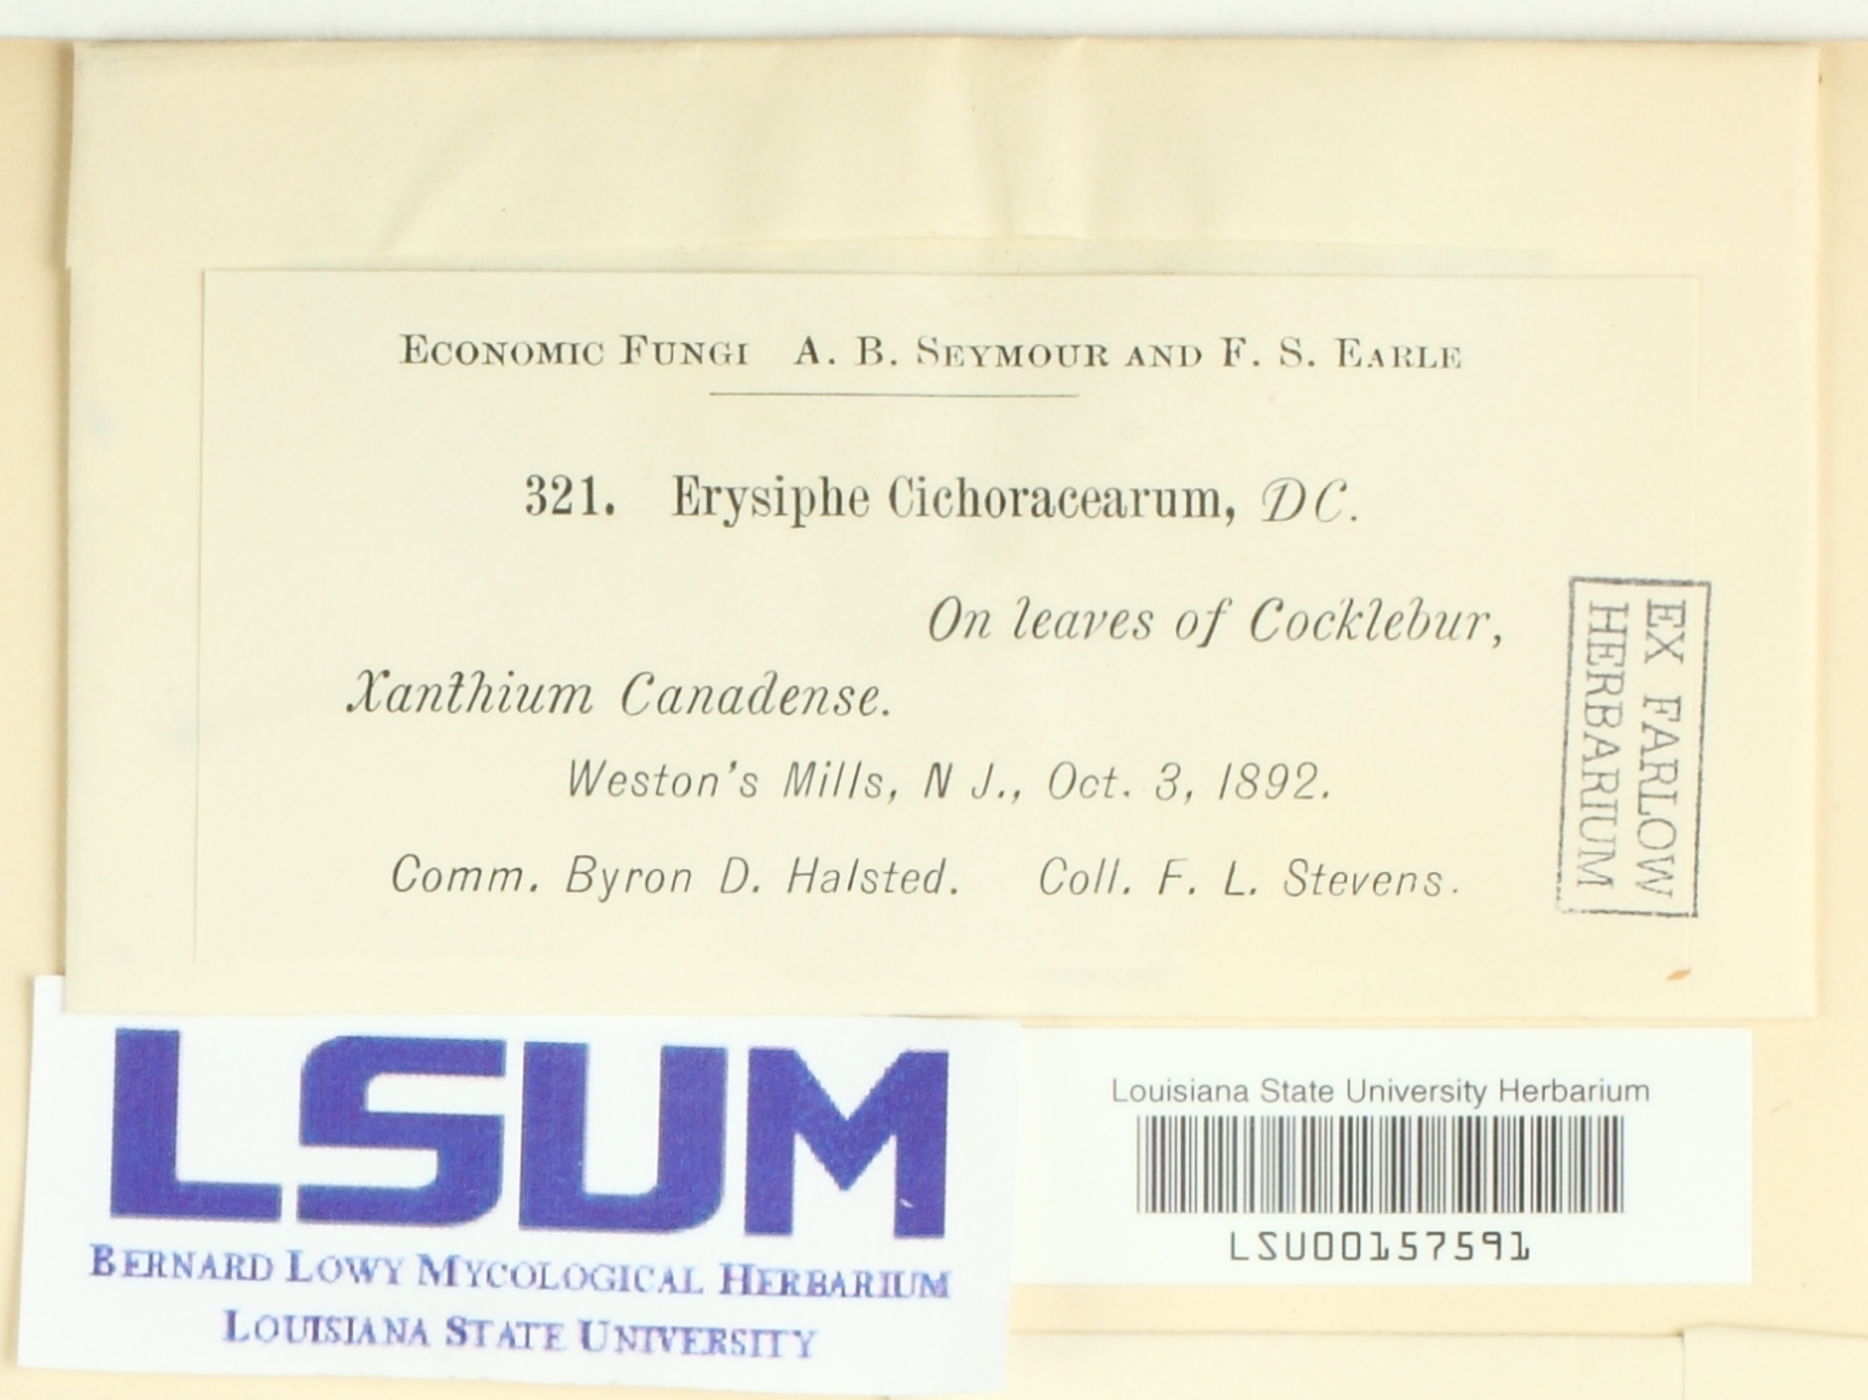 ECONOMIC FUNGI A. B. SEYMOUR AND F. S. EARLE
321. Erysiphe Cichoracearum, DC.
On leaves of Cocklebur,
Xanthium Canadense.
Weston's Mills, N J., Oct. 3, 1892.
Comm. Byron D. Halsted. Coll. F. L. Stevens.
EX FARLOW
HERBARIUM
LSUM
BERNARD LOWY MYCOLOGICAL HERBARIUM
LOUISIANA STATE UNIVERSITY
Louisiana State University Herbarium
LSU00157591